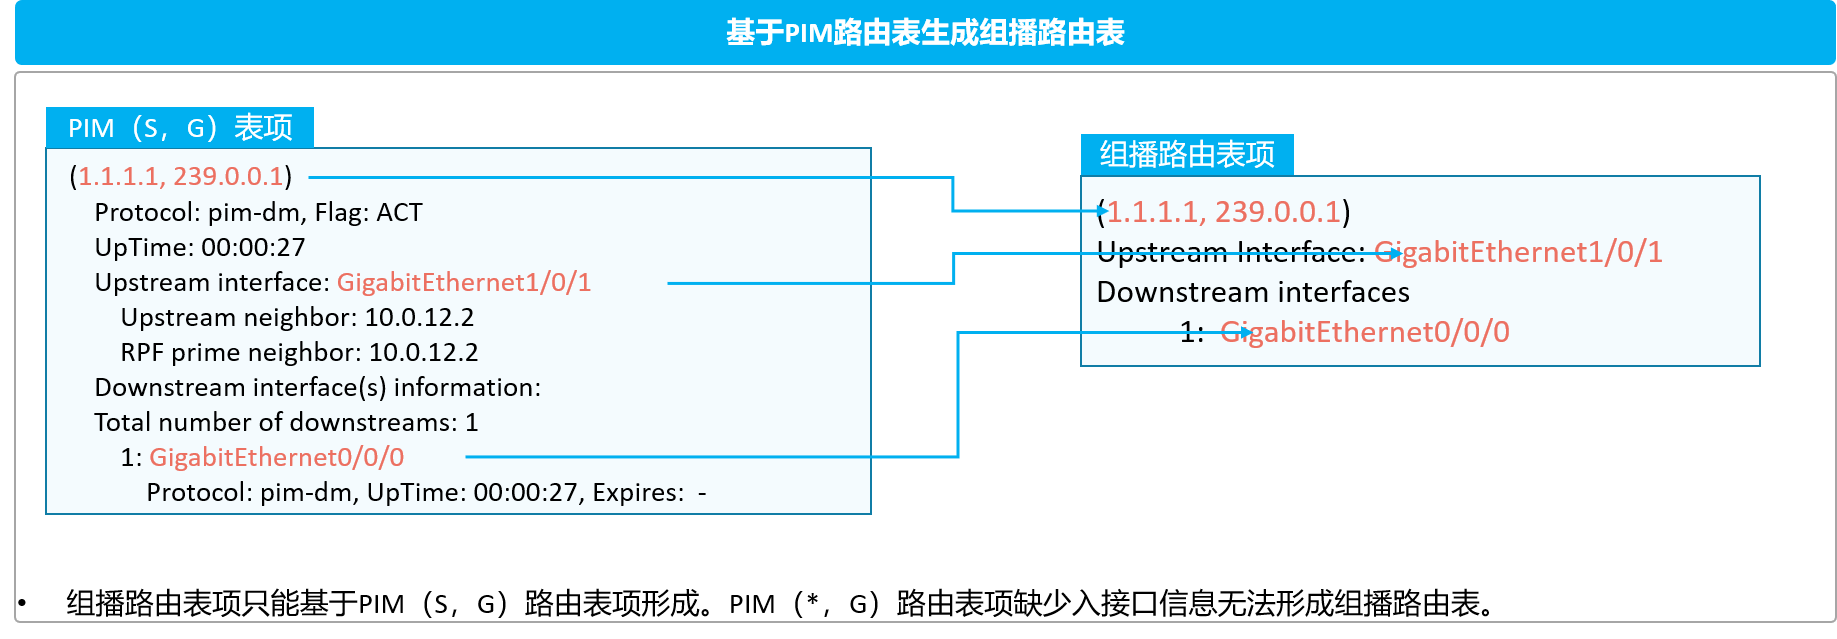 基于PIM路由表生成组播路由表
PIM（S，G）表项
(1.1.1.1, 239.0.0.1)
Protocol: pim-dm, Flag: ACT
UpTime: 00:00:27
Upstream interface: GigabitEthernet1/0/1
Upstream neighbor: 10.0.12.2
RPF prime neighbor: 10.0.12.2
Downstream interface(s) information:
Total number of downstreams: 1
1: GigabitEthernet0/0/0
Protocol: pim-dm, UpTime: 00:00:27, Expires: -
组播路由表项
(1.1.1.1, 239.0.0.1)
Upstream Interface: GigabitEthernet1/0/1
Downstream interfaces
1: GigabitEthernet0/0/0
• 组播路由表项只能基于PIM（S，G）路由表项形成。PIM（*，G）路由表项缺少入接口信息无法形成组播路由表。